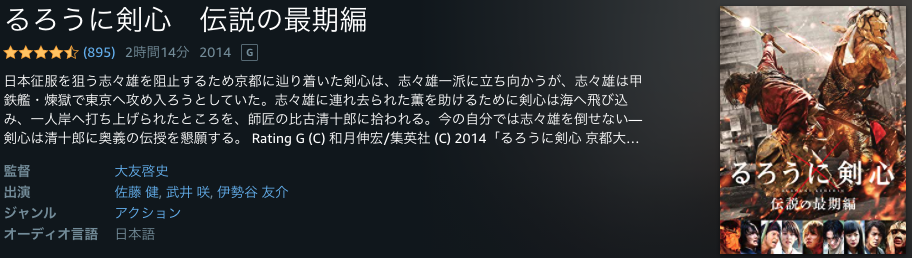 るろうに剣心　伝説の最期編
(895) 2時間14分 2014 G
日本征服を狙う志々雄を阻止するため京都に辿り着いた剣心は、志々雄一派に立ち向かうが、志々雄は甲
鉄艦・煉獄で東京へ攻め入ろうとしていた。志々雄に連れ去られた薫を助けるために剣心は海へ飛び込
み、一人岸へ打ち上げられたところを、師匠の比古清十郎に拾われる。今の自分では志々雄を倒せない―
剣心は清十郎に奥義の伝授を懇願する。 Rating G (C) 和月伸宏/集英社 (C) 2014「るろうに剣心 京都大...
監督 大友啓史
出演 佐藤 健, 武井 咲, 伊勢谷 友介
ジャンル アクション
オーディオ言語 日本語
るろうに剣心
伝説の最期編